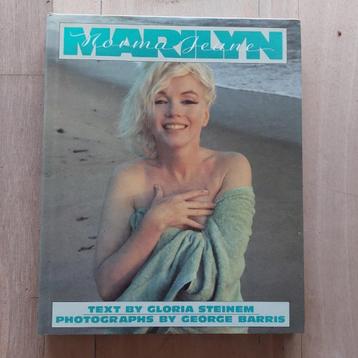 MARILYN
Norma Jeane
TEXT BY GLORIA STEINEM
PHOTOGRAPHS BY GEORGE BARRIS